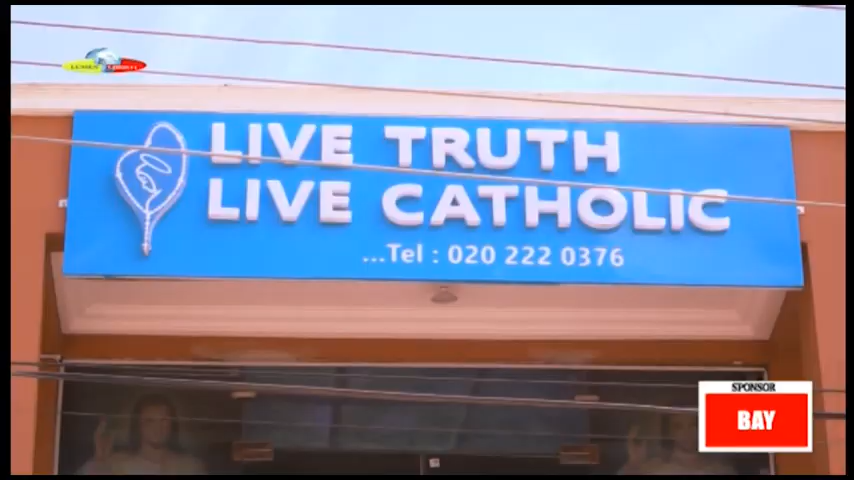 LIVE TRUTH
LIVE CATHOLIC
...Tel : 020 222 0376
SPONSOR
BAY